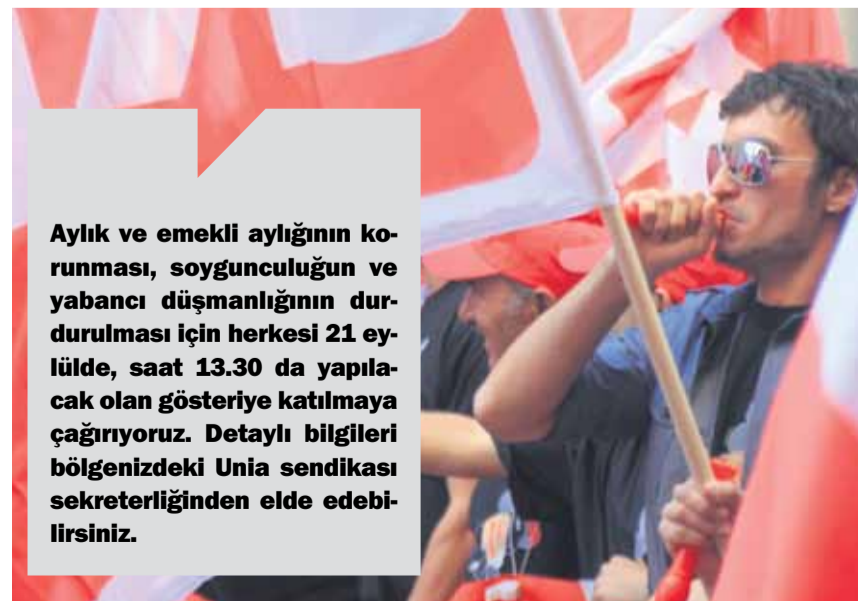 Aylık ve emekli aylığının ko-
runması, soygunculuğun ve
yabancı düşmanlığının dur-
durulması için herkesi 21 ey-
lülde, saat 13.30 da yapıla-
cak olan gösteriye katılmaya
çağırıyoruz. Detaylı bilgileri
bölgenizdeki Unia sendikası
sekreterliğinden elde edebi-
lirsiniz.